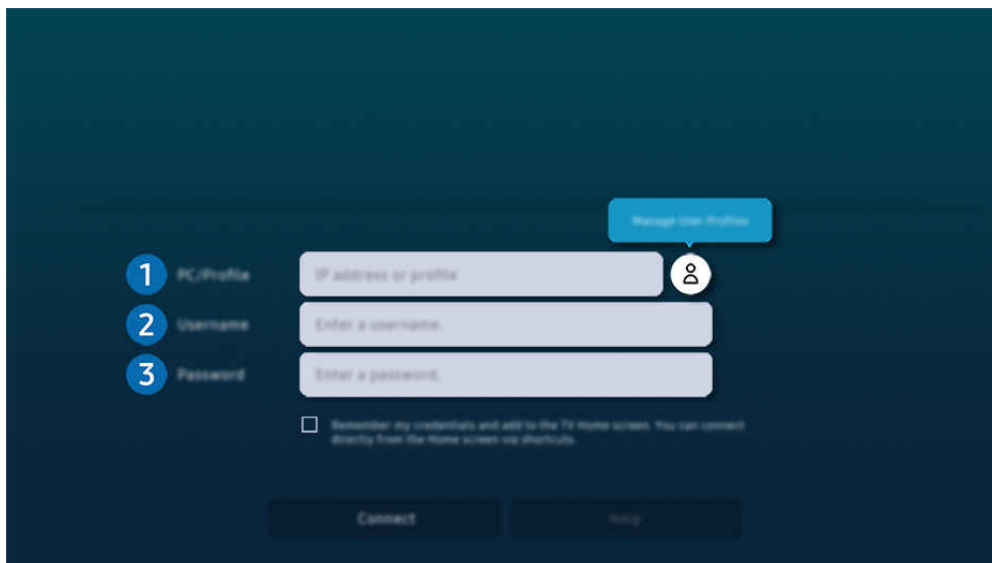 Manage User Profiles
1 PC/Profile IP address or profile
2 Username Enter a username.
3 Password Enter a password.
Remember my credentials and add to the TV Home screen. You can connect
directly from the Home screen via shortcuts.
Connect Help